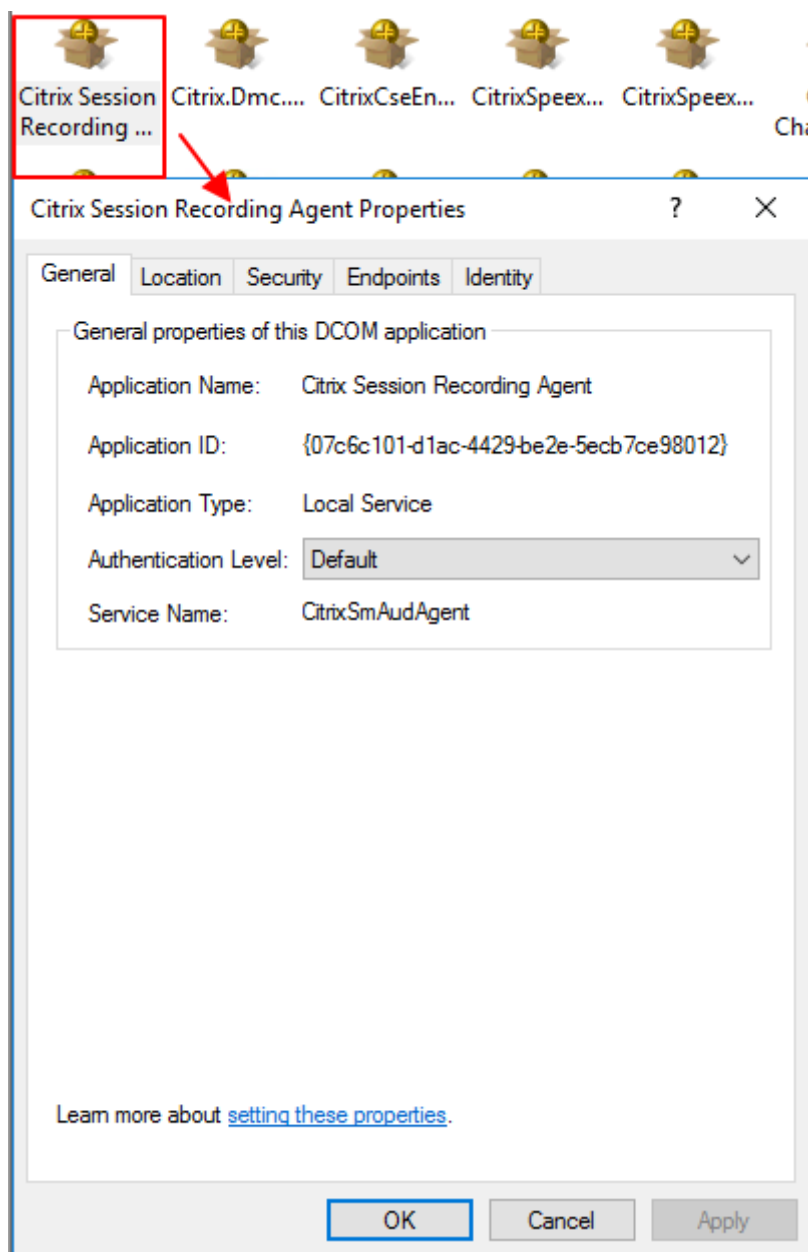 Citrix Session Citrix.Dmc.... CitrixCseEn... CitrixSpeex... CitrixSpeex...
Recording ... Cha
Citrix Session Recording Agent Properties ? ×
General Location Security Endpoints Identity
General properties of this DCOM application
Application Name: Citrix Session Recording Agent
Application ID: {07c6c101-d1ac-4429-be2e-5ecb7ce98012}
Application Type: Local Service
Authentication Level: Default
Service Name: CitrixSmAudAgent
Learn more about setting these properties.
OK Cancel Apply